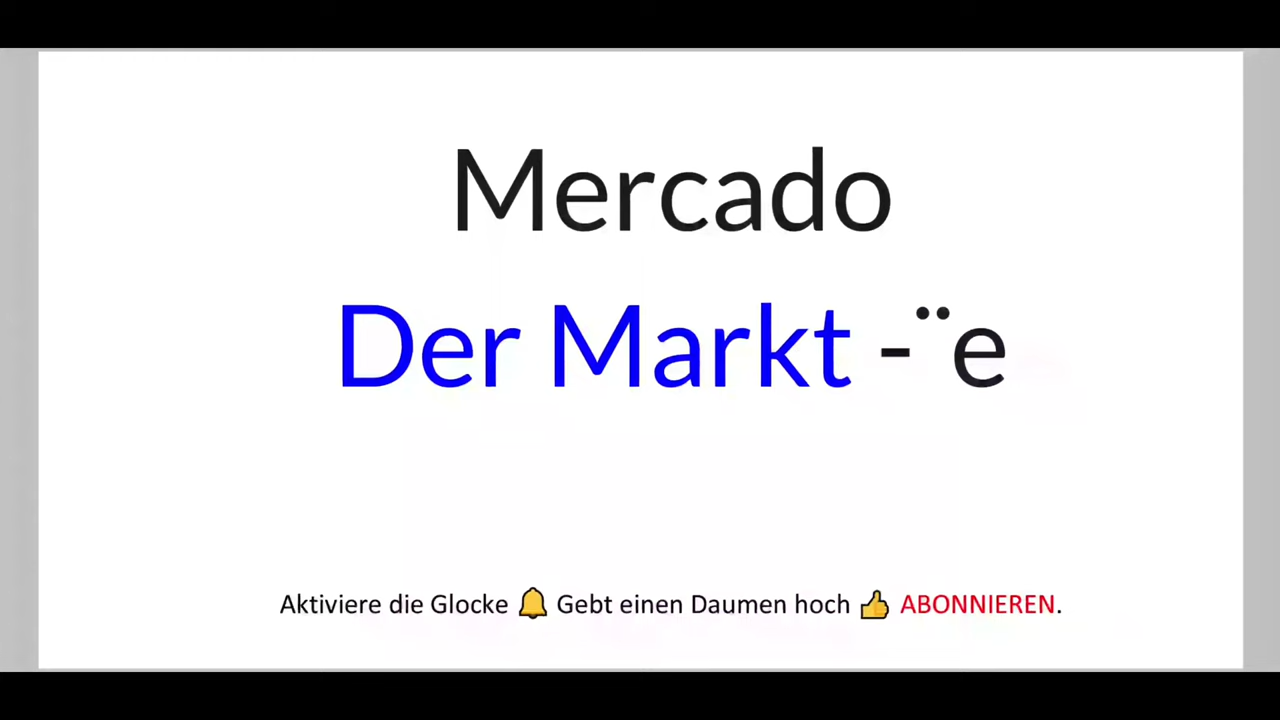 Mercado
Der Markt -¨e
Aktiviere die Glocke 🔔 Gebt einen Daumen hoch 👍 ABONNIEREN.